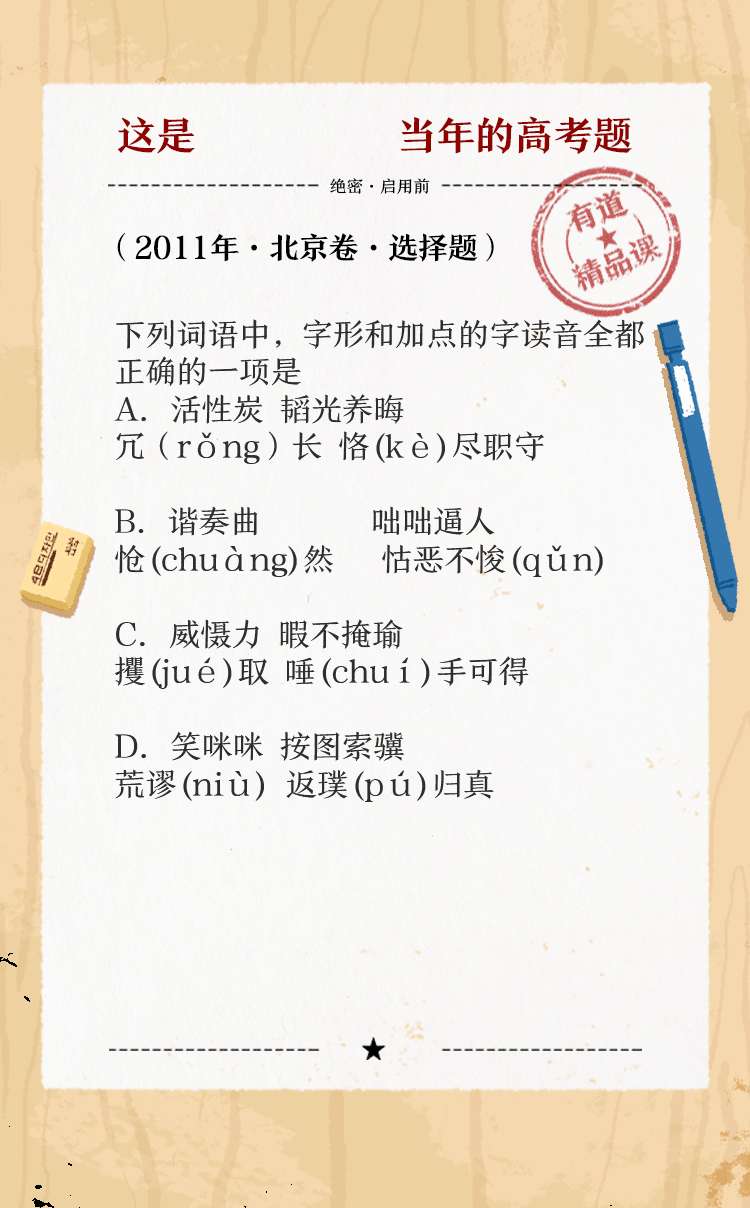 这是 当年的高考题
绝密·启用前
有道
精品课
（2011年·北京卷·选择题）
下列词语中，字形和加点的字读音全都
正确的一项是
A．活性炭 韬光养晦
冗（rǒng）长 恪(kè)尽职守
B．谐奏曲 咄咄逼人
怆(chuàng)然 怙恶不悛(qǔn)
C．威慑力 暇不掩瑜
攫(jué)取 唾(chuí)手可得
D．笑咪咪 按图索骥
荒谬(niù) 返璞(pú)归真